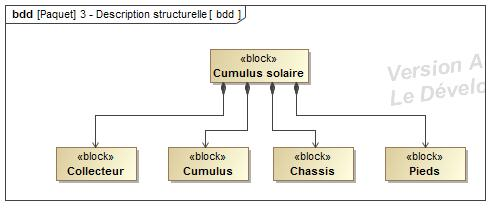 bdd [Paquet] 3 - Description structurelle [ bdd ]
«block»
Cumulus solaire
Version A
Le Dévelo
«block» «block» «block» «block»
Collecteur Cumulus Chassis Pieds